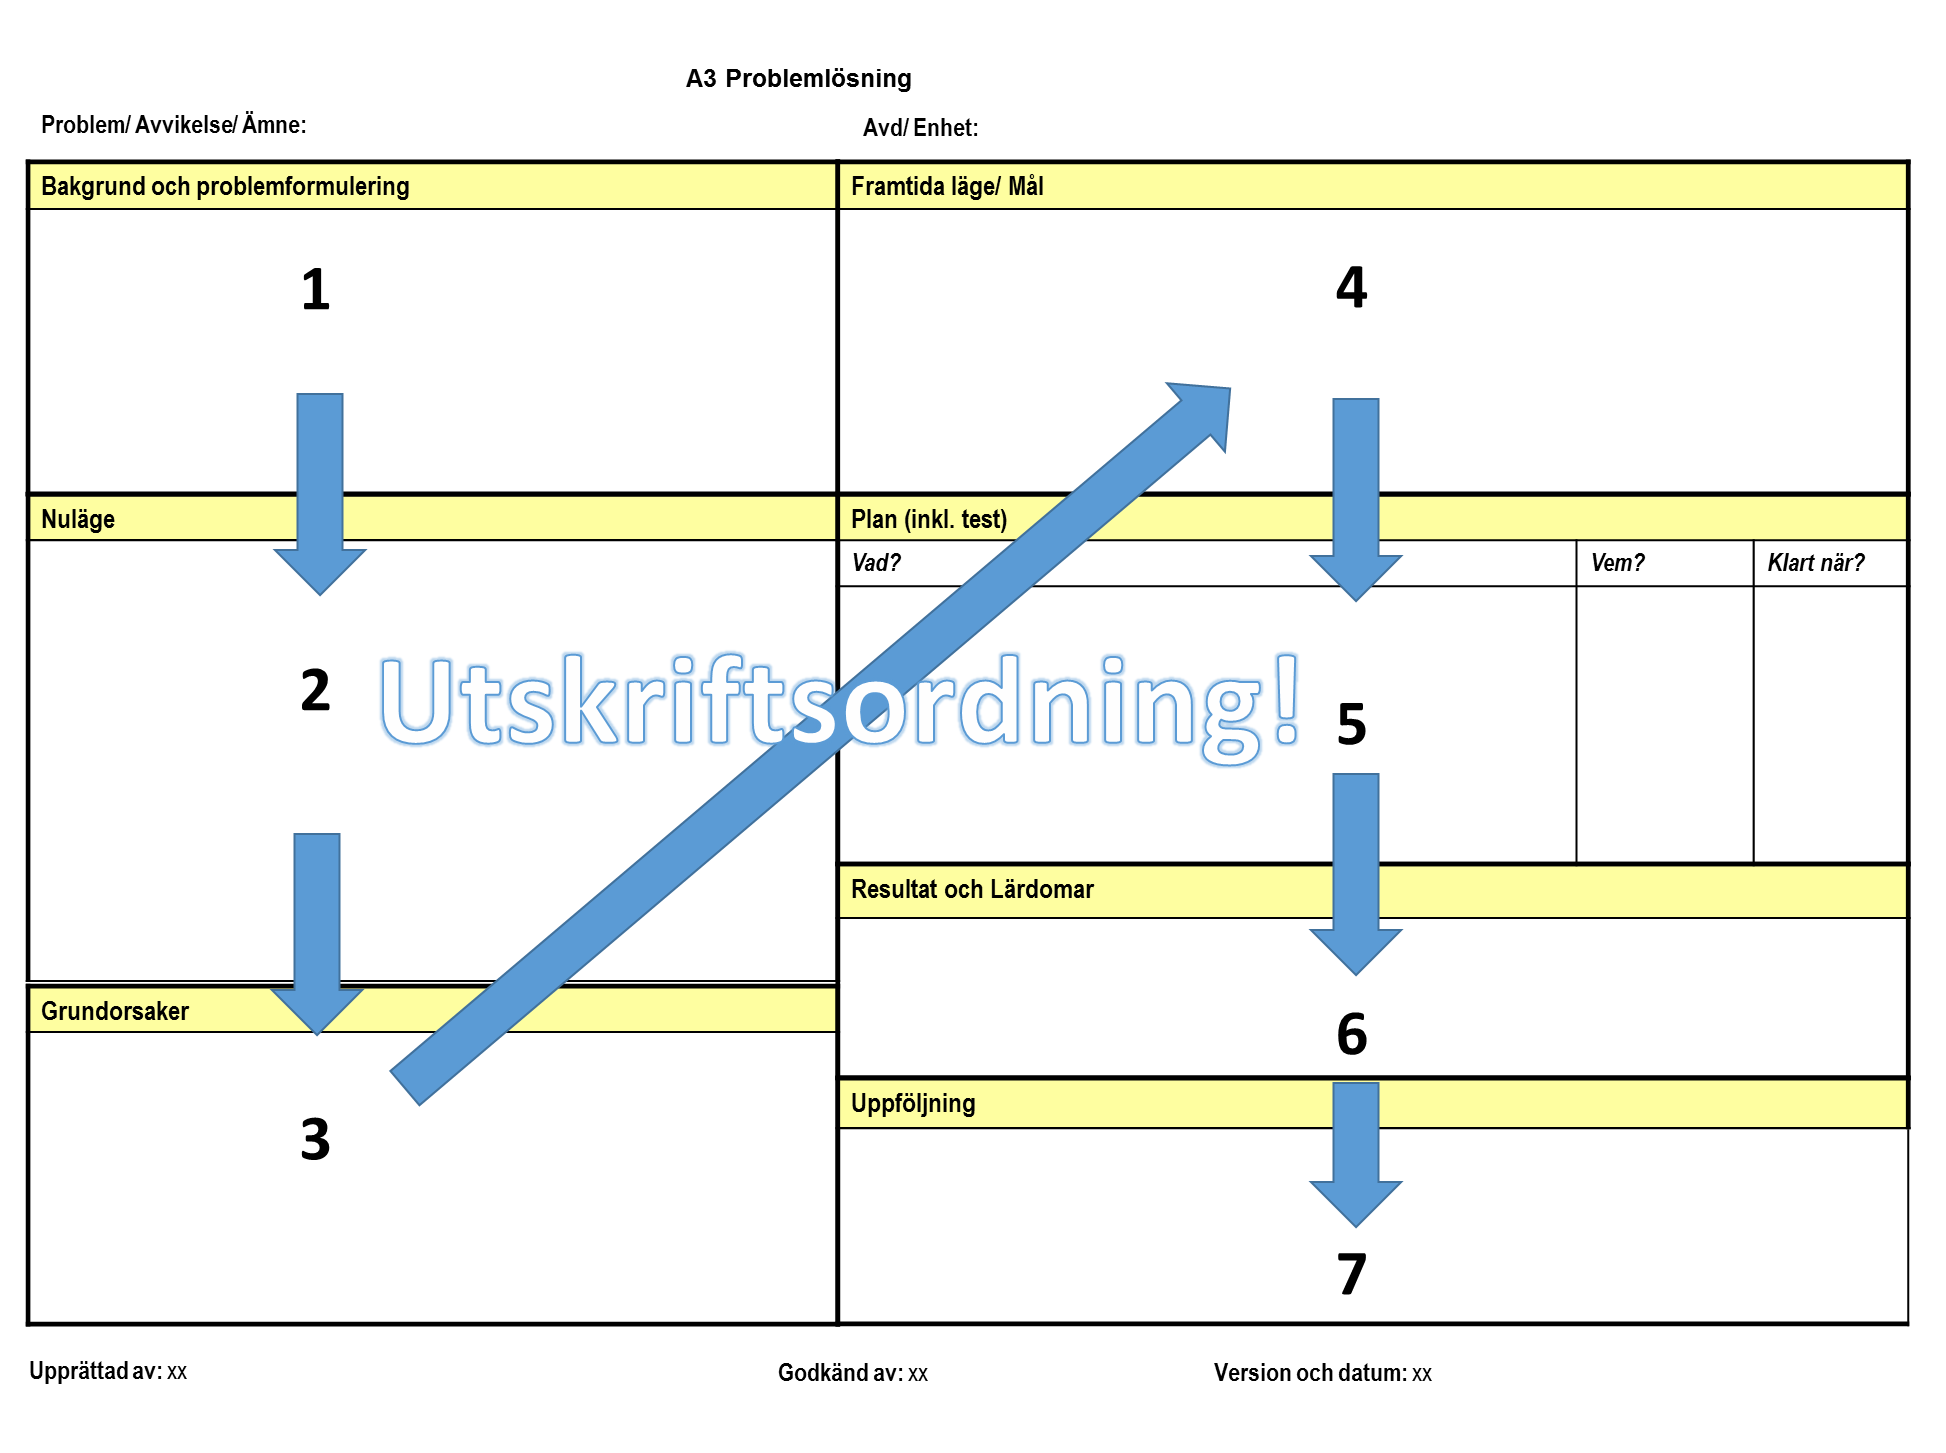 A3 Problemlösning
Problem/ Avvikelse/ Ämne:
Avd/ Enhet:
Bakgrund och problemformulering
1
Nuläge
2
Utskriftsordning!
Grundorsaker
3
Framtida läge/ Mål
4
Plan (inkl. test)
Vad? Vem? Klart när?
5
Resultat och Lärdomar
6
Uppföljning
7
Upprättad av: xx
Godkänd av: xx
Version och datum: xx